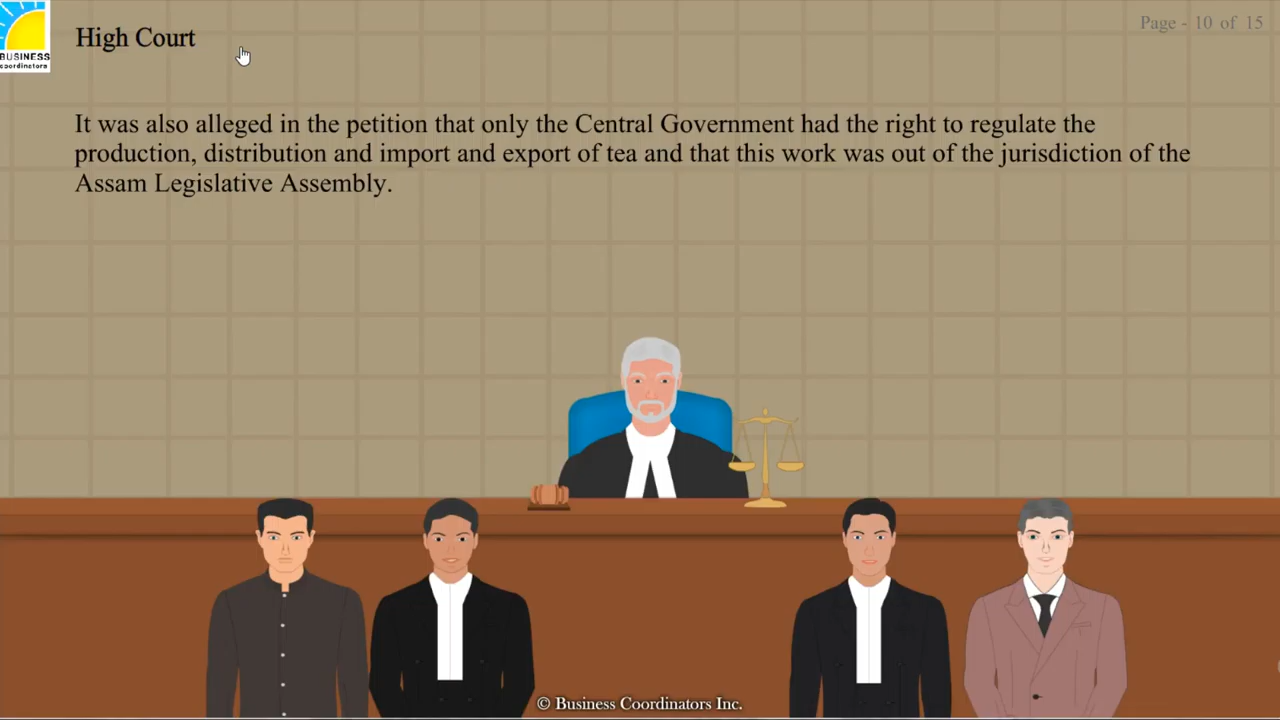 High Court
Page - 10 of 15
BUSINESS
coordinators
It was also alleged in the petition that only the Central Government had the right to regulate the
production, distribution and import and export of tea and that this work was out of the jurisdiction of the
Assam Legislative Assembly.
© Business Coordinators Inc.